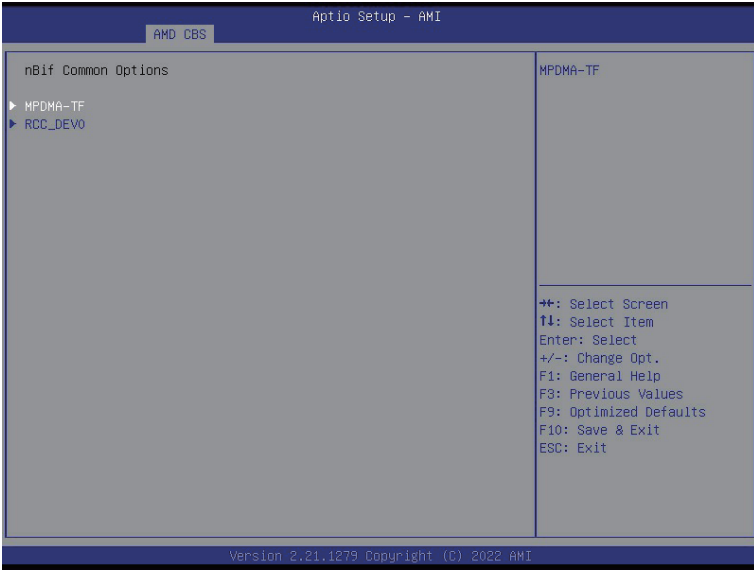 Aptio Setup – AMI
AMD CBS
nBif Common Options
MPDMA-TF
RCC_DEV0
MPDMA-TF
→←: Select Screen
↑↓: Select Item
Enter: Select
+/-: Change Opt.
F1: General Help
F3: Previous Values
F9: Optimized Defaults
F10: Save & Exit
ESC: Exit
Version 2.21.1279 Copyright (C) 2022 AMI